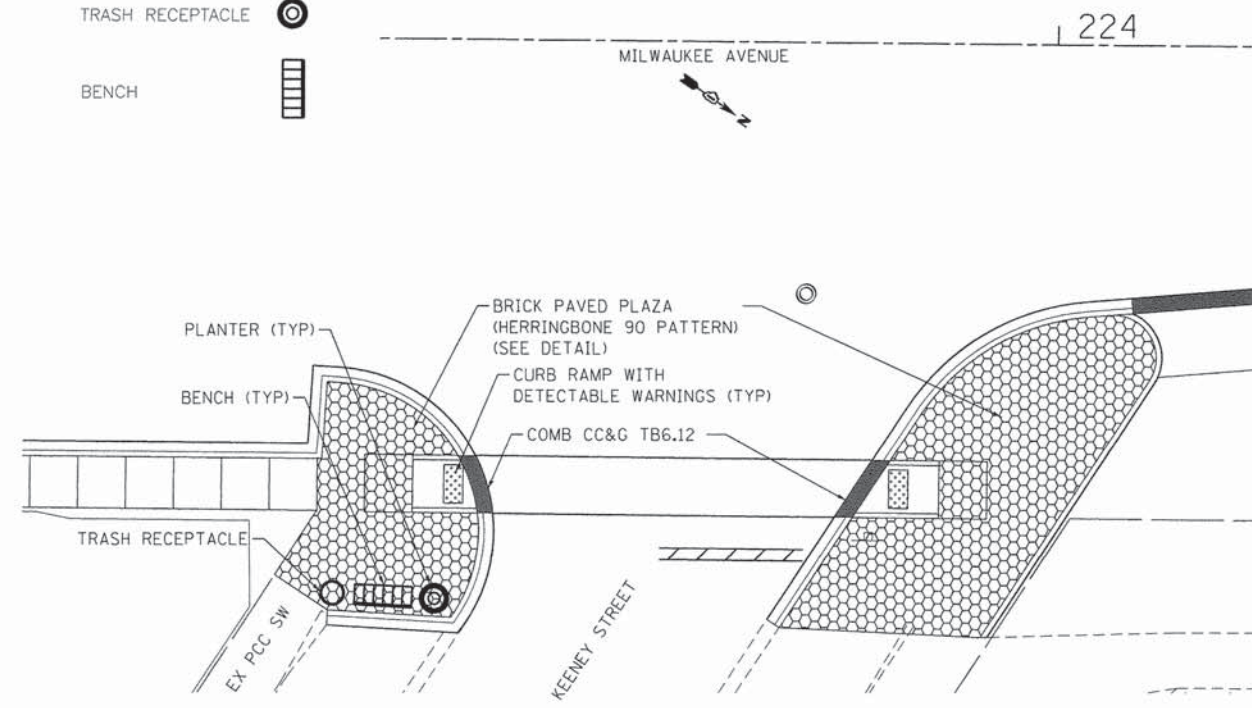 TRASH RECEPTACLE
224
MILWAUKEE AVENUE
BENCH
N
BRICK PAVED PLAZA
(HERRINGBONE 90 PATTERN)
(SEE DETAIL)
PLANTER (TYP)
CURB RAMP WITH
DETECTABLE WARNINGS (TYP)
BENCH (TYP)
COMB CC&G TB6.12
TRASH RECEPTACLE
EX PCC SW
KEENEY STREET